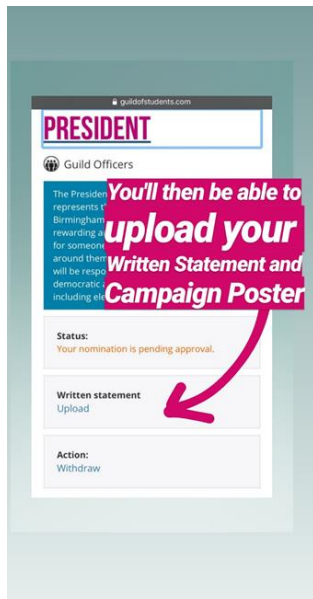 guildofstudents.com
PRESIDENT
Guild Officers
The Presiden
represents t
Birmingham
rewarding a
for someone
around them
will be respo
democratic a
including ele
You'll then be able to
upload your
Written Statement and
Campaign Poster
Status:
Your nomination is pending approval.
Written statement
Upload
Action:
Withdraw